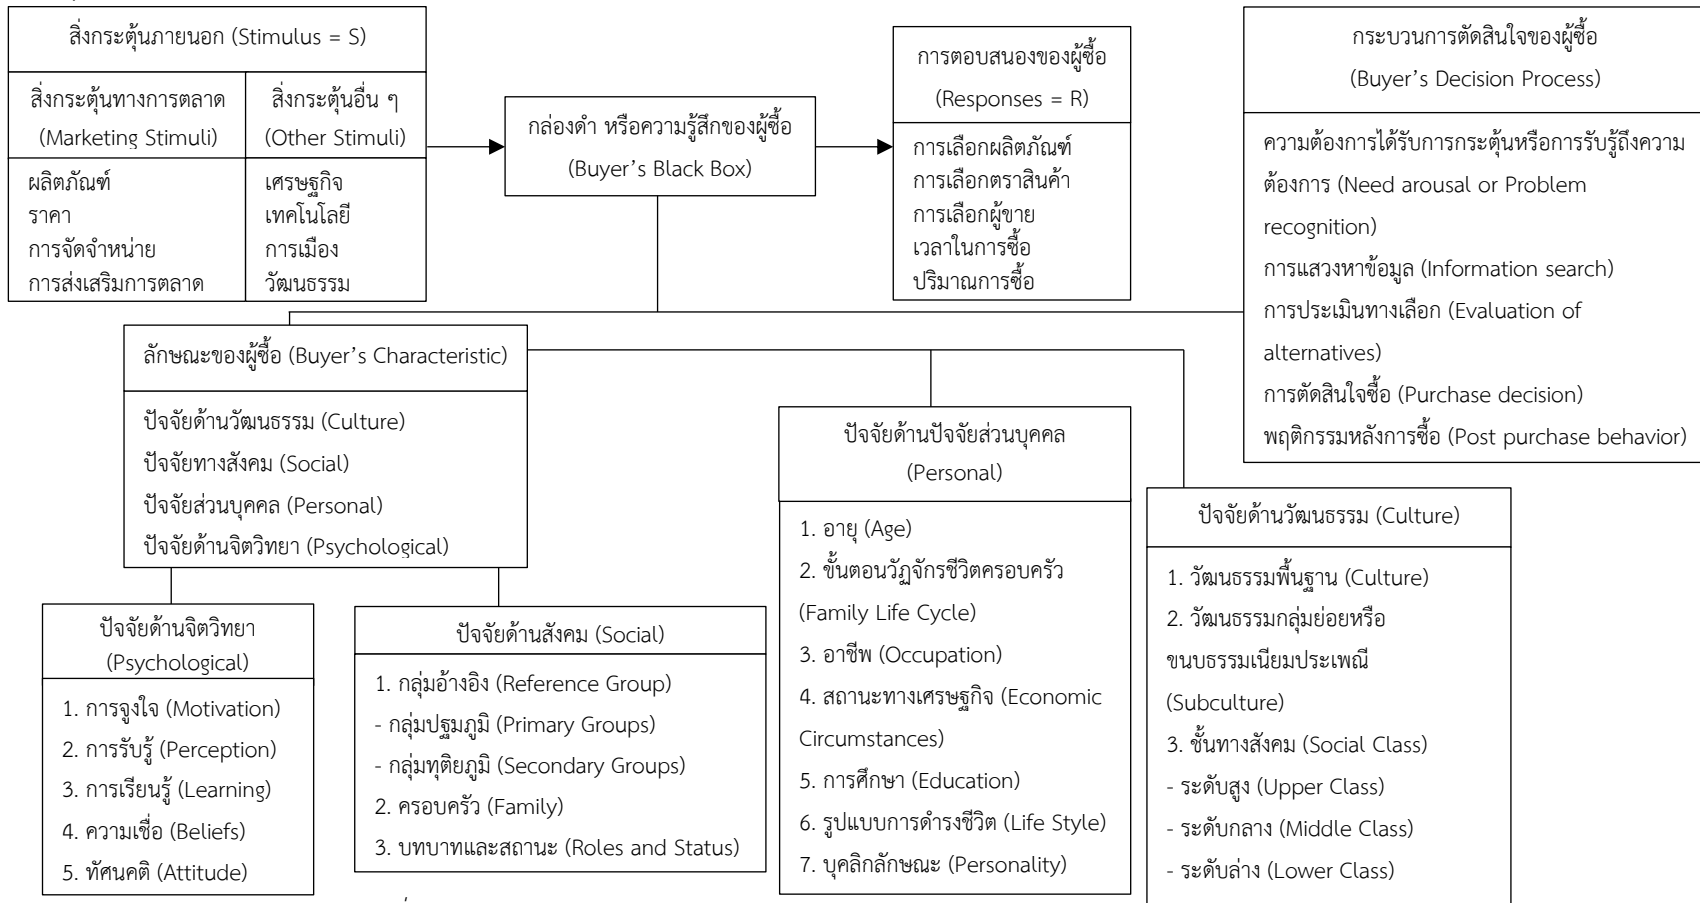 สิ่งกระตุ้นภายนอก (Stimulus = S)
สิ่งกระตุ้นทางการตลาด
(Marketing Stimuli)
สิ่งกระตุ้นอื่น ๆ
(Other Stimuli)
ผลิตภัณฑ์
ราคา
การจัดจำหน่าย
การส่งเสริมการตลาด
เศรษฐกิจ
เทคโนโลยี
การเมือง
วัฒนธรรม
กล่องดำ หรือความรู้สึกของผู้ซื้อ
(Buyer’s Black Box)
การตอบสนองของผู้ซื้อ
(Responses = R)
การเลือกผลิตภัณฑ์
การเลือกตราสินค้า
การเลือกผู้ขาย
เวลาในการซื้อ
ปริมาณการซื้อ
กระบวนการตัดสินใจของผู้ซื้อ
(Buyer’s Decision Process)
ความต้องการได้รับการกระตุ้นหรือการรับรู้ถึงความ
ต้องการ (Need arousal or Problem
recognition)
การแสวงหาข้อมูล (Information search)
การประเมินทางเลือก (Evaluation of
alternatives)
การตัดสินใจซื้อ (Purchase decision)
พฤติกรรมหลังการซื้อ (Post purchase behavior)
ลักษณะของผู้ซื้อ (Buyer’s Characteristic)
ปัจจัยด้านวัฒนธรรม (Culture)
ปัจจัยทางสังคม (Social)
ปัจจัยส่วนบุคคล (Personal)
ปัจจัยด้านจิตวิทยา (Psychological)
ปัจจัยด้านจิตวิทยา
(Psychological)
1. การจูงใจ (Motivation)
2. การรับรู้ (Perception)
3. การเรียนรู้ (Learning)
4. ความเชื่อ (Beliefs)
5. ทัศนคติ (Attitude)
ปัจจัยด้านสังคม (Social)
1. กลุ่มอ้างอิง (Reference Group)
- กลุ่มปฐมภูมิ (Primary Groups)
- กลุ่มทุติยภูมิ (Secondary Groups)
2. ครอบครัว (Family)
3. บทบาทและสถานะ (Roles and Status)
ปัจจัยด้านปัจจัยส่วนบุคคล
(Personal)
1. อายุ (Age)
2. ขั้นตอนวัฏจักรชีวิตครอบครัว
(Family Life Cycle)
3. อาชีพ (Occupation)
4. สถานะทางเศรษฐกิจ (Economic
Circumstances)
5. การศึกษา (Education)
6. รูปแบบการดำรงชีวิต (Life Style)
7. บุคลิกลักษณะ (Personality)
ปัจจัยด้านวัฒนธรรม (Culture)
1. วัฒนธรรมพื้นฐาน (Culture)
2. วัฒนธรรมกลุ่มย่อยหรือ
ขนบธรรมเนียมประเพณี
(Subculture)
3. ชั้นทางสังคม (Social Class)
- ระดับสูง (Upper Class)
- ระดับกลาง (Middle Class)
- ระดับล่าง (Lower Class)